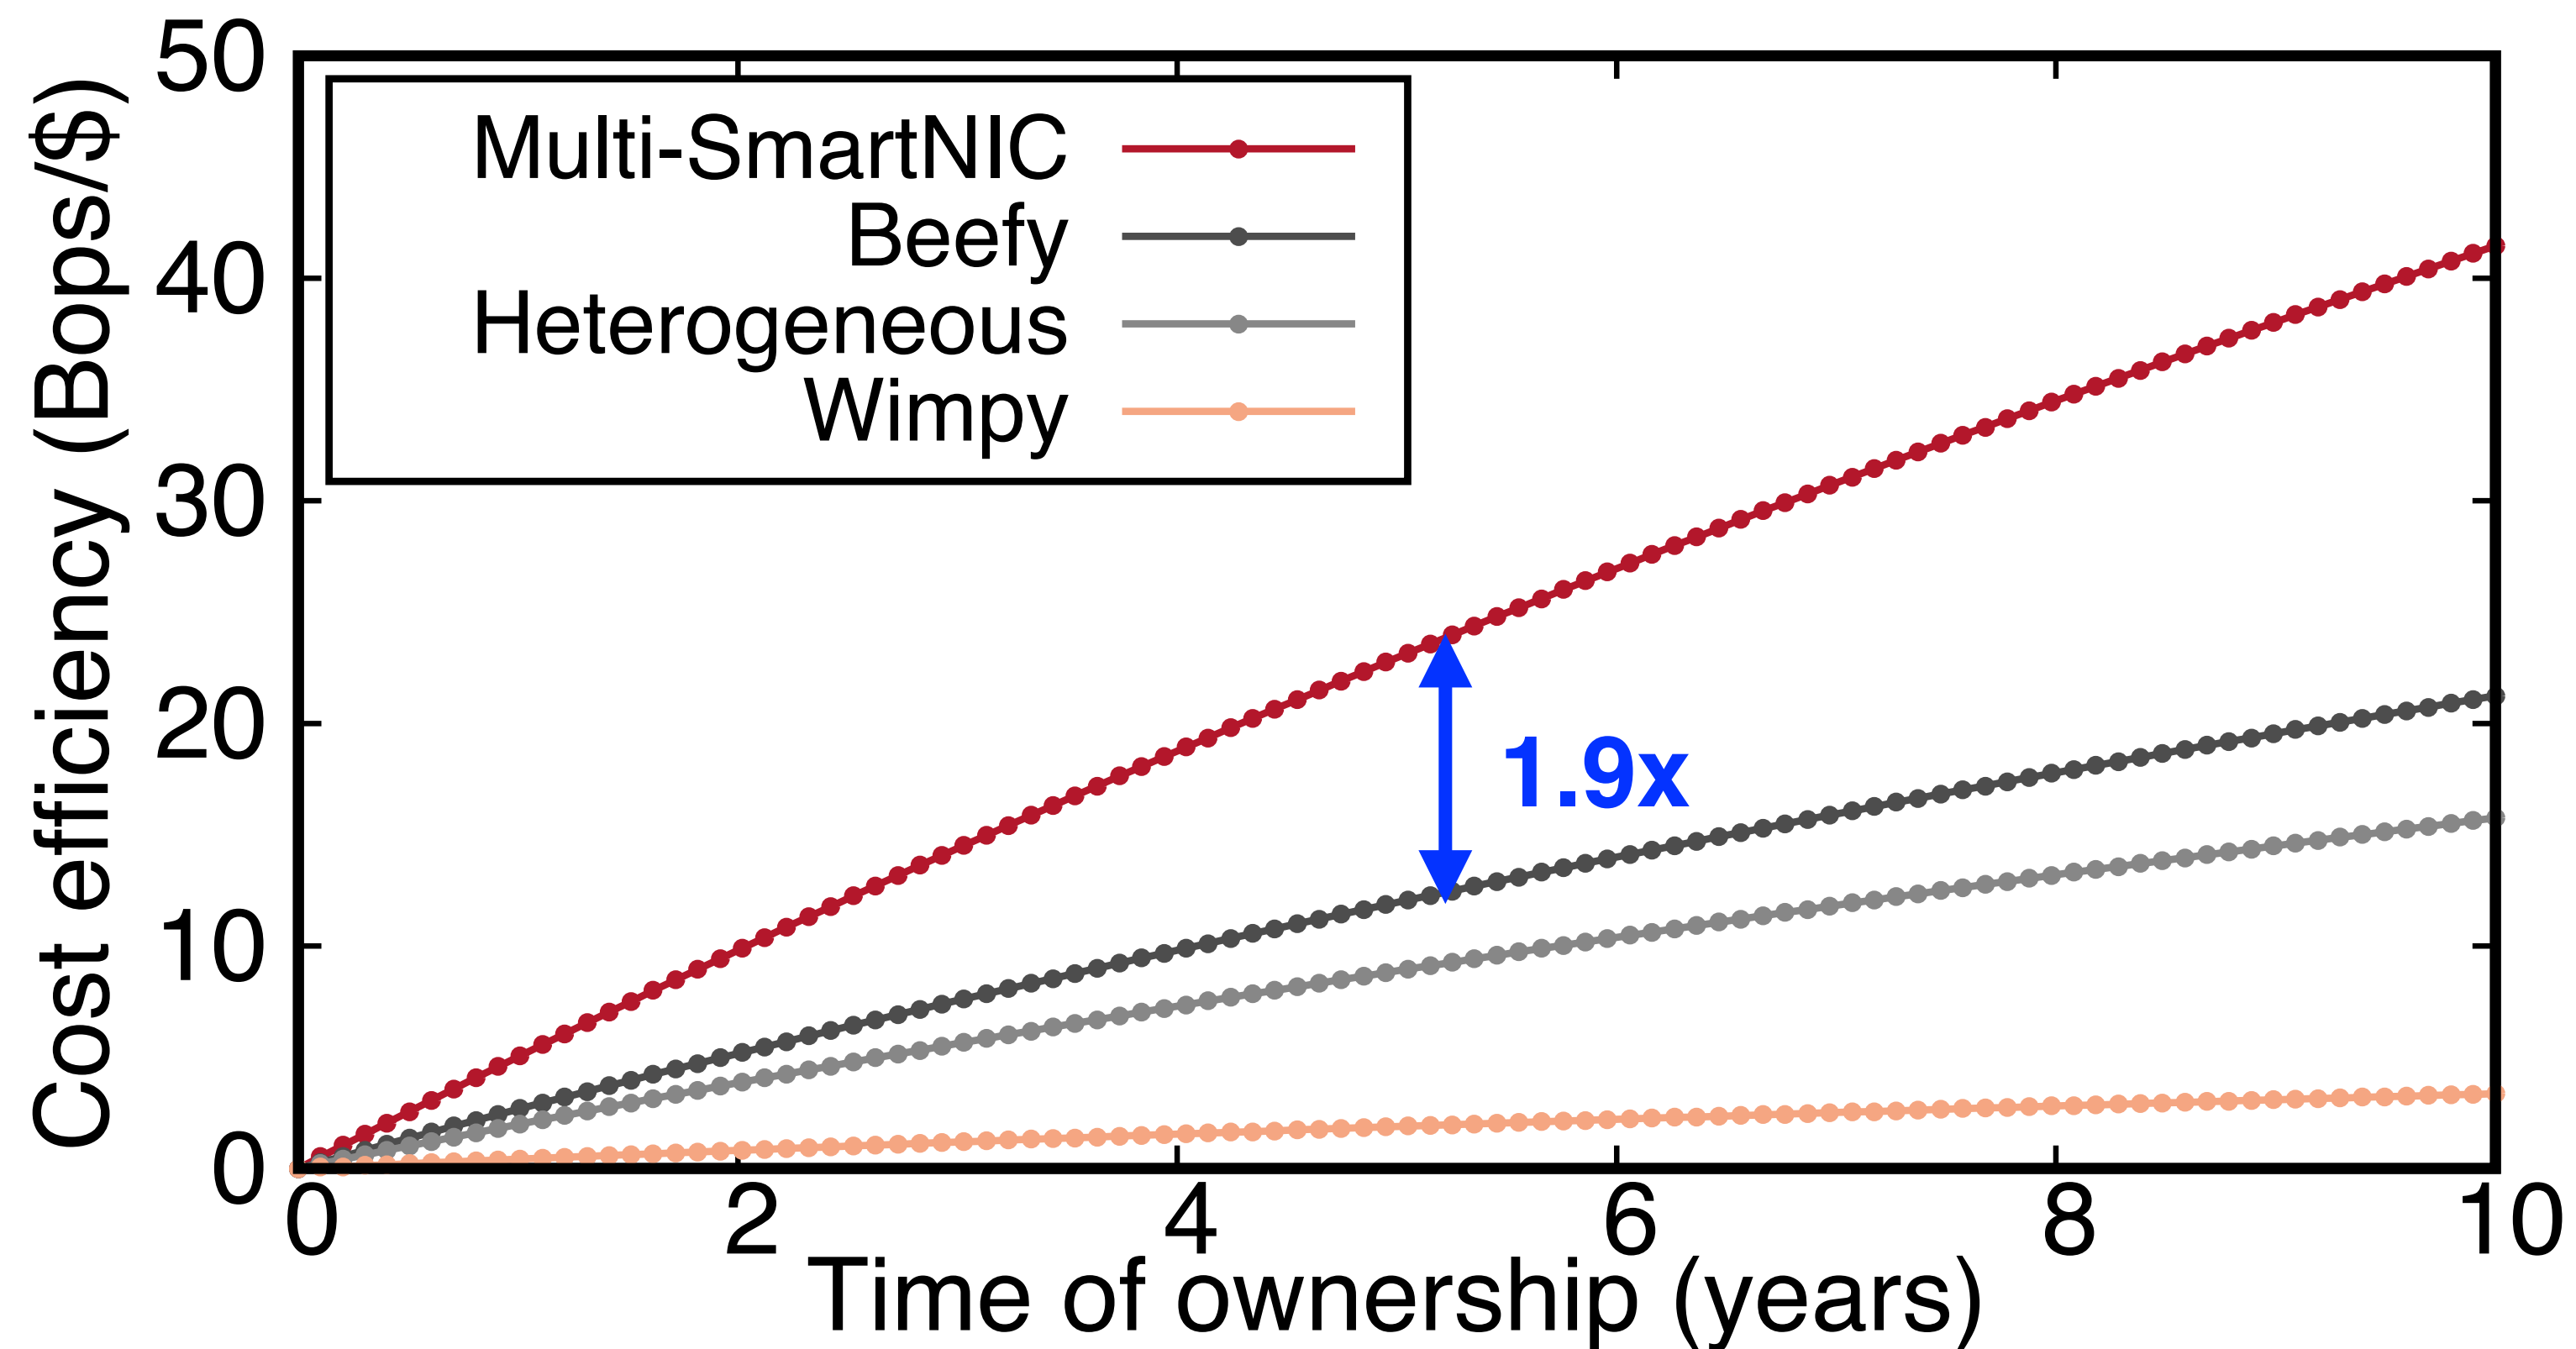 Cost efficiency (Bops/$)
50
40
30
20
10
0
Multi-SmartNIC
Beefy
Heterogeneous
Wimpy
1.9x
0 2 4 6 8 10
Time of ownership (years)